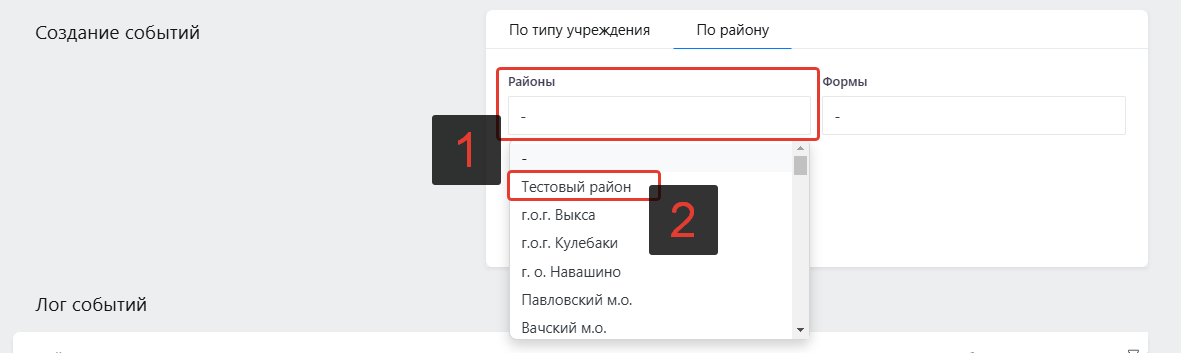 Создание событий
По типу учреждения По району
Районы Формы
- -
1
-
Тестовый район
2
г.о.г. Выкса
г.о.г. Кулебаки
г. о. Навашино
Павловский м.о.
Вачский м.о.
Лог событий